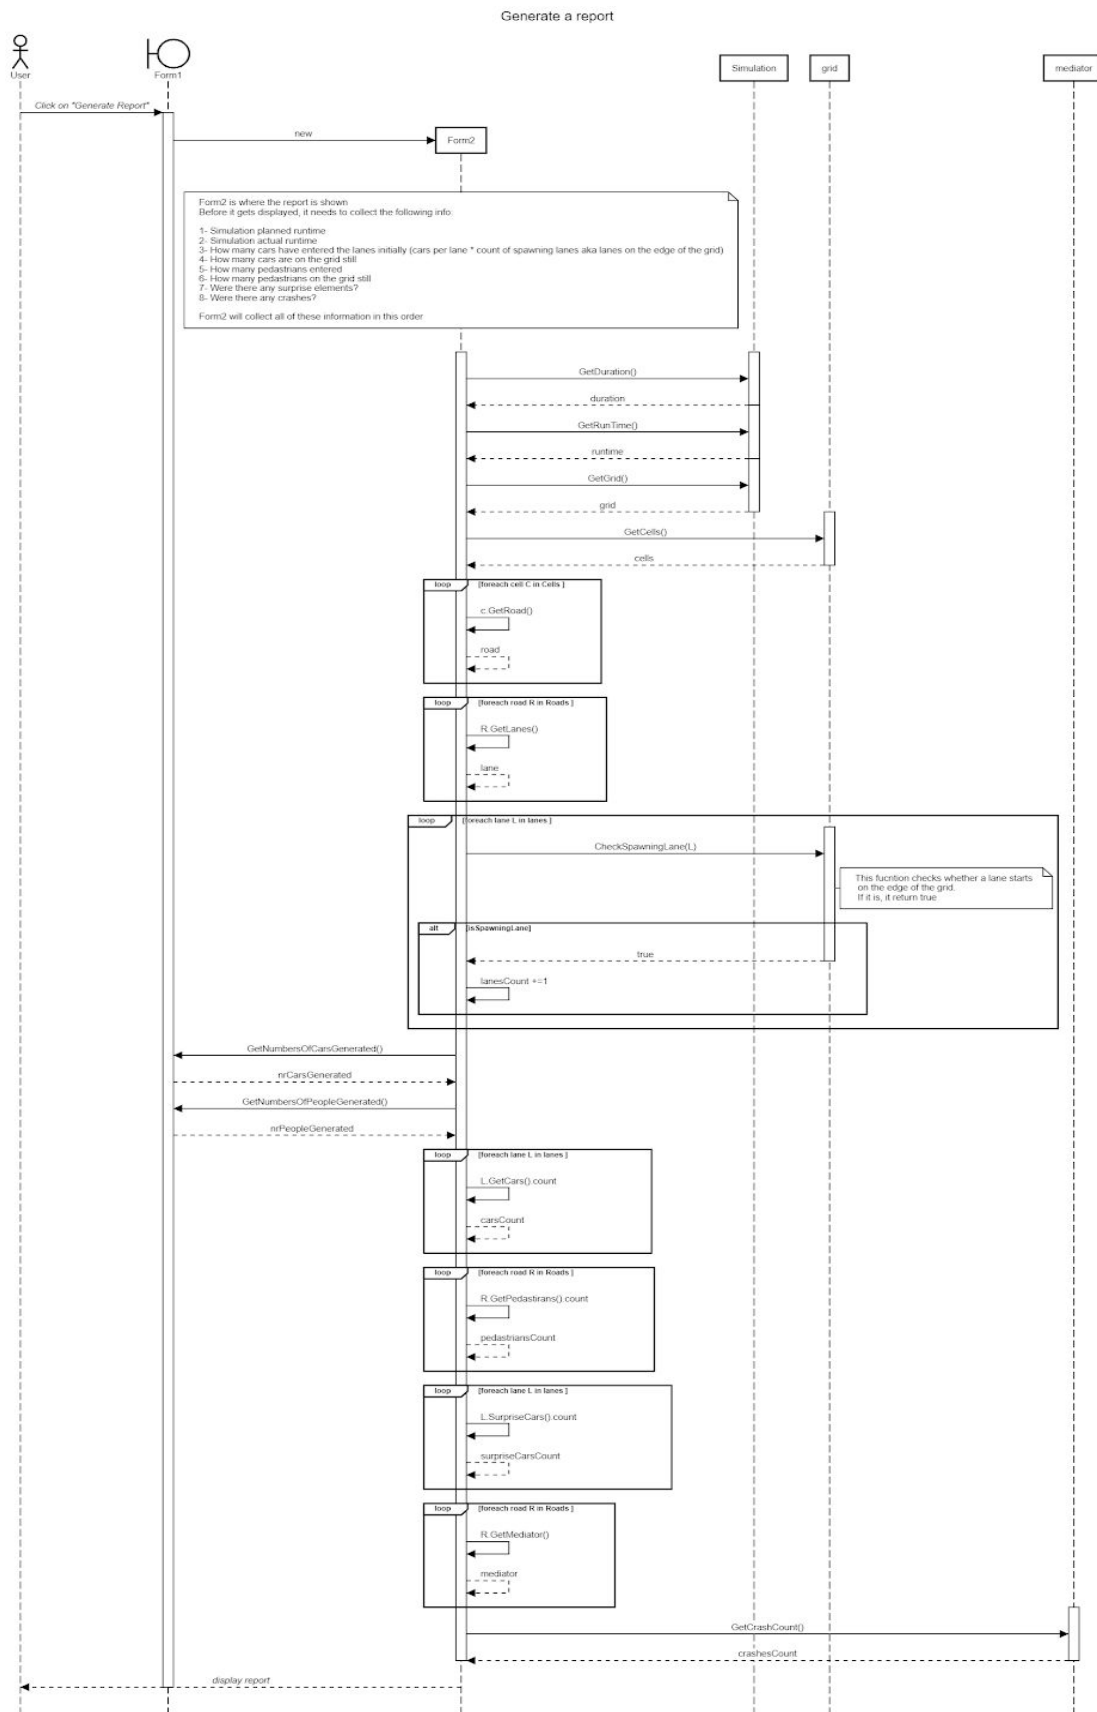 Generate a report
User
Form1
Simulation
grid
mediator
Click on "Generate Report"
new
Form2
Form2 is where the report is shown
Before it gets displayed, it needs to collect the following info:
1- Simulation planned runtime
2- Simulation actual runtime
3- How many cars have entered the lanes initially (cars per lane * count of spawning lanes aka lanes on the edge of the grid)
4- How many cars are on the grid still
5- How many pedastrians entered
6- How many pedastrians on the grid still
7- Were there any surprise elements?
8- Were there any crashes?
Form2 will collect all of these information in this order
GetDuration()
duration
GetRunTime()
runtime
GetGrid()
grid
GetCells()
cells
loop [foreach cell C in Cells ]
c.GetRoad()
road
loop [foreach road R in Roads ]
R.GetLanes()
lane
loop [foreach lane L in lanes ]
CheckSpawningLane(L)
This fucntion checks whether a lane starts
on the edge of the grid.
If it is, it return true
alt [isSpawningLane]
true
lanesCount +=1
GetNumbersOfCarsGenerated()
nrCarsGenerated
GetNumbersOfPeopleGenerated()
nrPeopleGenerated
loop [foreach lane L in lanes ]
L.GetCars().count
carsCount
loop [foreach road R in Roads ]
R.GetPedastirans().count
pedastriansCount
loop [foreach lane L in lanes ]
L.SurpriseCars().count
surpriseCarsCount
loop [foreach road R in Roads ]
R.GetMediator()
mediator
GetCrashCount()
crashesCount
display report